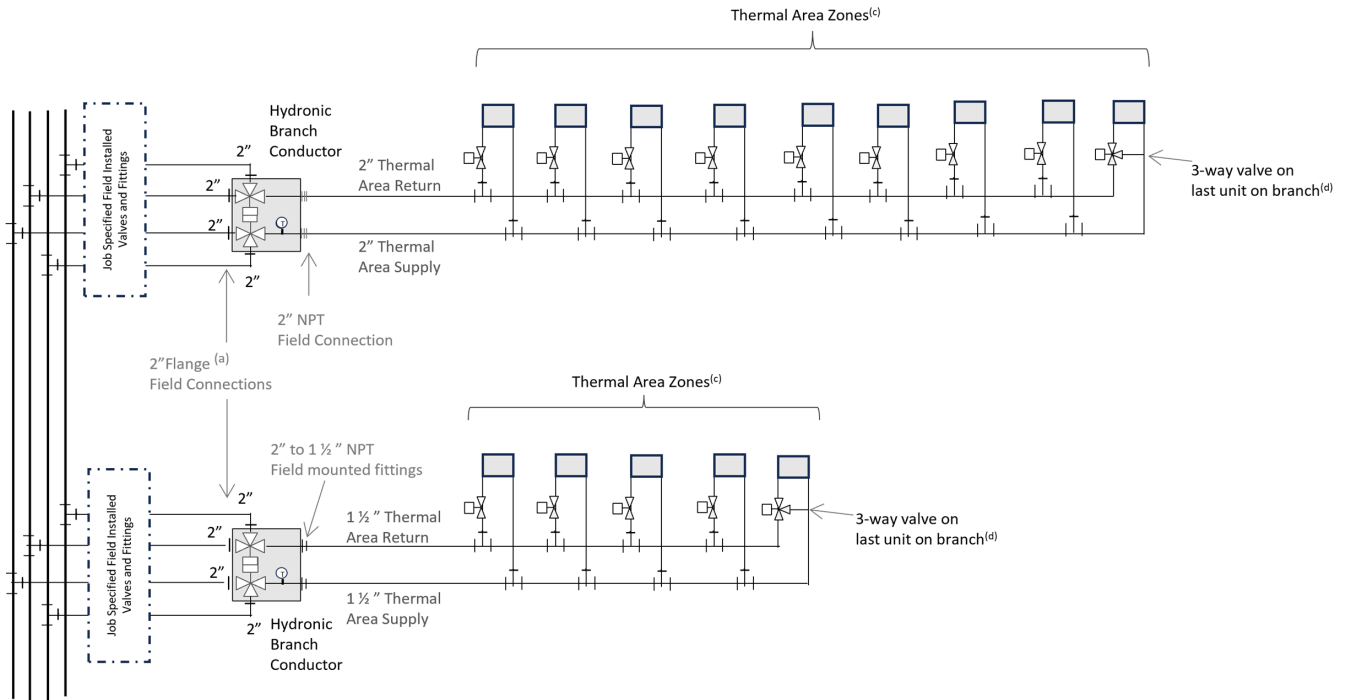 Thermal Area Zones(c)
Hydronic
Branch
Conductor
Job Specified Field Installed
Valves and Fittings
2”
2”
2”
2”
2” Thermal
Area Return
2” Thermal
Area Supply
3-way valve on
last unit on branch(d)
T
2” NPT
Field Connection
2”Flange (a)
Field Connections
Thermal Area Zones(c)
2” to 1 ½ ” NPT
Field mounted fittings
Job Specified Field Installed
Valves and Fittings
2”
2”
2”
2”
1 ½ ” Thermal
Area Return
1 ½ ” Thermal
Area Supply
3-way valve on
last unit on branch(d)
T
Hydronic
Branch
Conductor